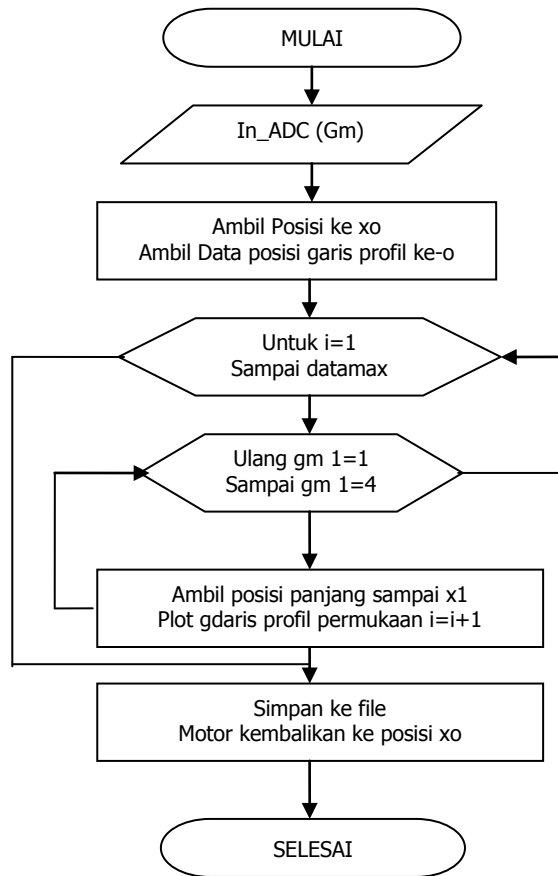 MULAI
In_ADC (Gm)
Ambil Posisi ke xo
Ambil Data posisi garis profil ke-o
Untuk i=1
Sampai datamax
Ulang gm 1=1
Sampai gm 1=4
Ambil posisi panjang sampai x1
Plot gdaris profil permukaan i=i+1
Simpan ke file
Motor kembalikan ke posisi xo
SELESAI